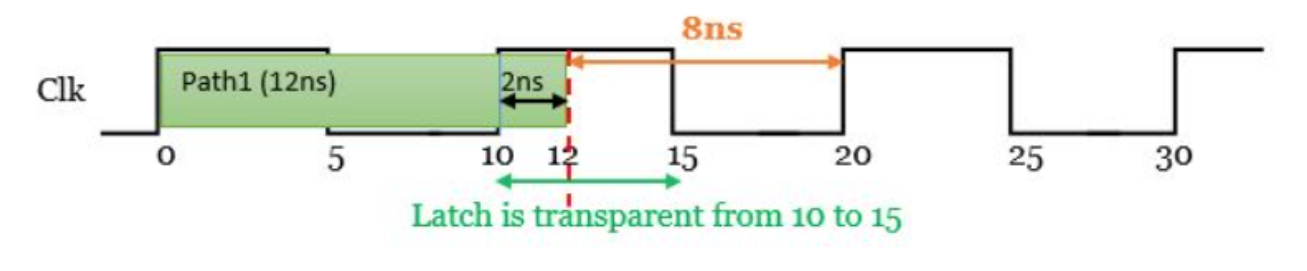 8ns
Clk
Path1 (12ns)
2ns
0 5 10 12 15 20 25 30
Latch is transparent from 10 to 15